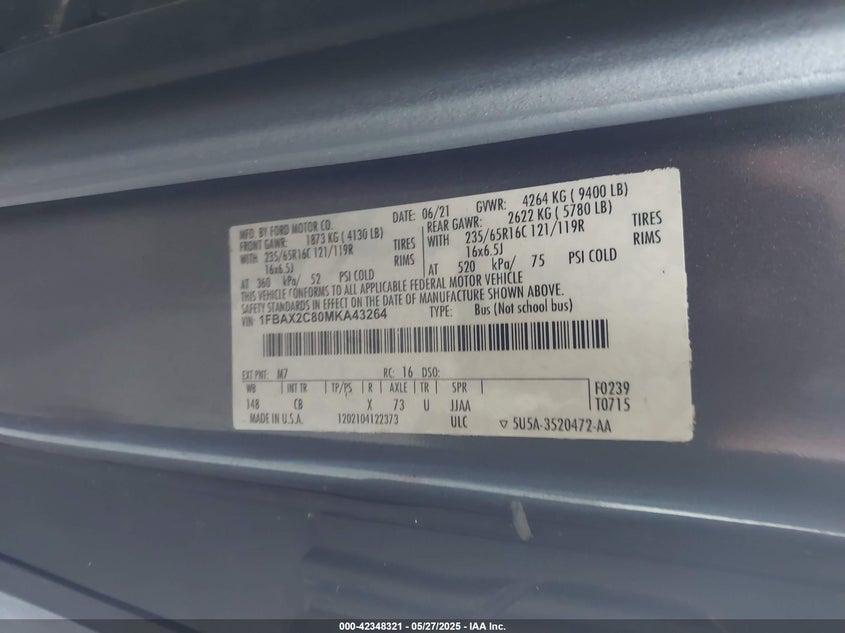 MFD. BY FORD MOTOR CO. DATE: 06/21 GVWR: 4264 KG ( 9400 LB)
FRONT GAWR: 1873 KG ( 4130 LB) REAR GAWR: 2622 KG ( 5780 LB)
WITH 235/65R16C 121/119R TIRES WITH 235/65R16C 121/119R TIRES
16x6.5J RIMS 16x6.5J RIMS
AT 360 kPa/ 52 PSI COLD AT 520 kPa/ 75 PSI COLD
THIS VEHICLE CONFORMS TO ALL APPLICABLE FEDERAL MOTOR VEHICLE
SAFETY STANDARDS IN EFFECT ON THE DATE OF MANUFACTURE SHOWN ABOVE.
VIN: 1FBAX2C80MKA43264 TYPE: Bus (Not school bus)
EXT PNT: M7 RC: 16 DSO:
WB INT TR TP/PS R AXLE TR SPR F0239
148 CB X 73 U JJAA T0715
MADE IN U.S.A. 1202104122373 ULC ▽ 5U5A-3S20472-AA
000-42348321 | 05/27/2025 - IAA Inc.